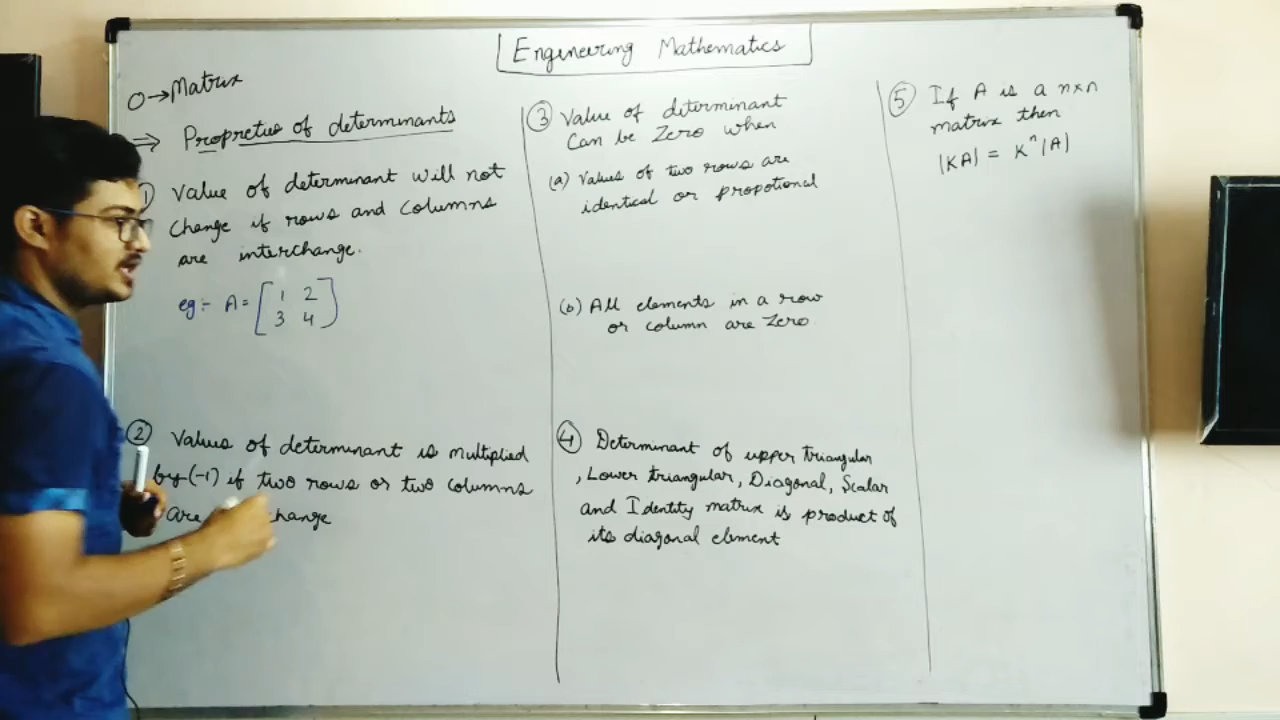 Engineering Mathematics
O→Matrix
⇒ Propreties of determinants
1) Value of determinant will not
change if rows and columns
are interchange.
eg:- A = [1 2
3 4]
② Values of determinant is multiplied
by (-1) if two rows or two columns
are change
③ Value of determinant
Can be Zero when
(a) Values of two rows are
identical or propotional
(b) All elements in a row
or column are Zero
④ Determinant of upper triangular
, Lower triangular, Diagonal, Scalar
and Identity matrix is product of
its diagonal element
⑤ If A is a n×n
matrix then
|KA| = Kⁿ|A|